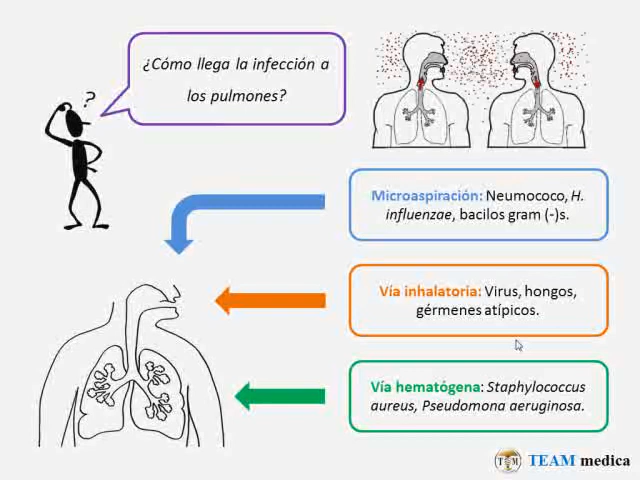 ¿Cómo llega la infección a
los pulmones?
?
Microaspiración: Neumococo, H.
influenzae, bacilos gram (-)s.
Vía inhalatoria: Virus, hongos,
gérmenes atípicos.
Vía hematógena: Staphylococcus
aureus, Pseudomona aeruginosa.
TM TEAM medica